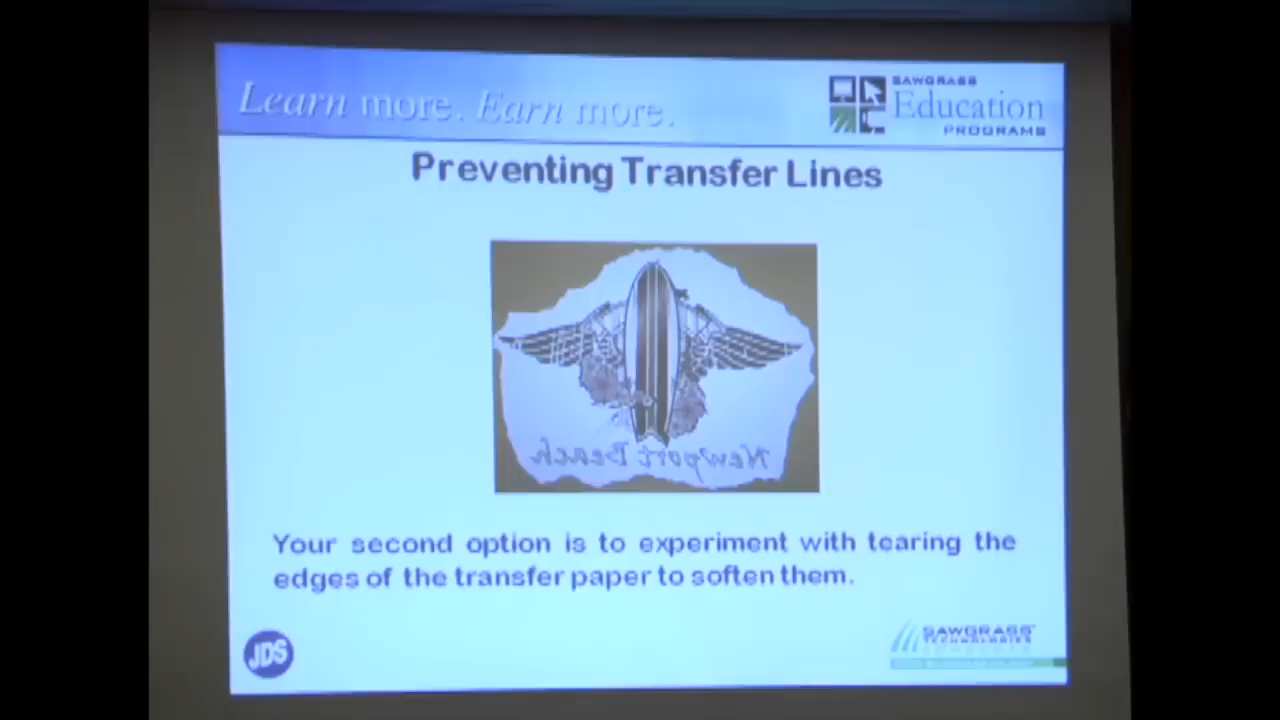 Learn more. Earn more.
SAWGRASS
Education
PROGRAMS
Preventing Transfer Lines
Newport Beach
Your second option is to experiment with tearing the
edges of the transfer paper to soften them.
JDS
SAWGRASS
TECHNOLOGIES